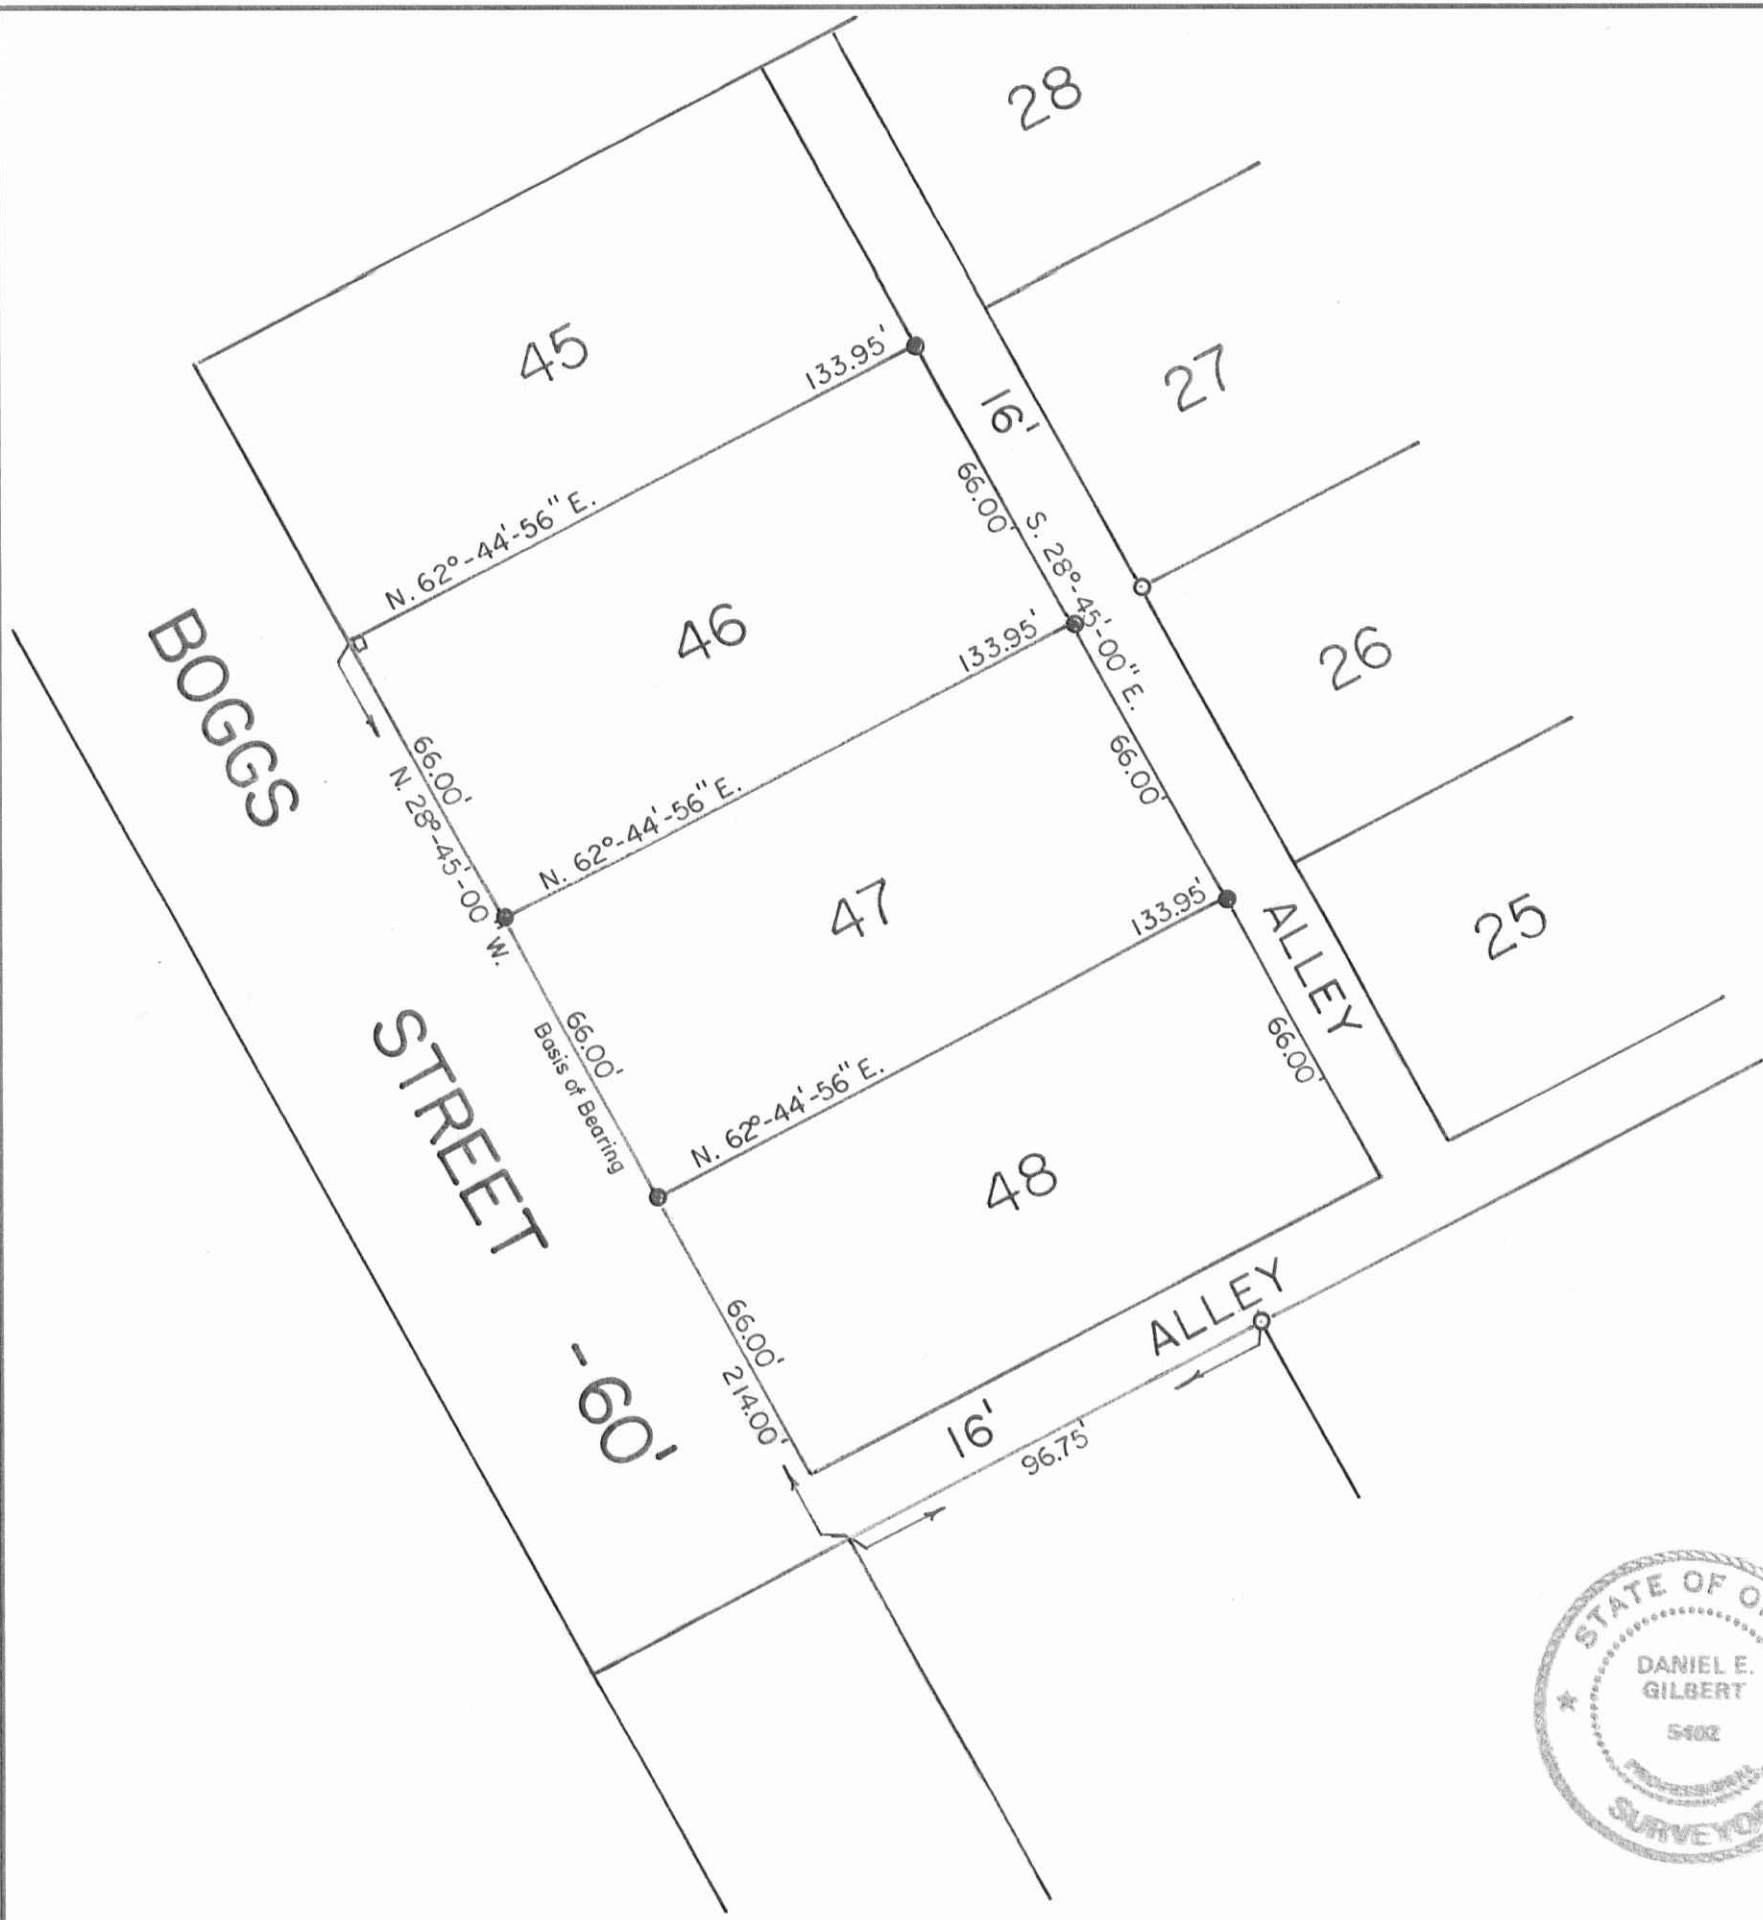 28
45
133.95'
27
16'
66.00'
N. 62°-44'-56" E.
S. 28°-45'-00" E.
46
133.95'
26
BOGGS
66.00'
N. 28°-45'-00" W.
66.00'
N. 62°-44'-56" E.
47
133.95'
ALLEY
25
STREET
66.00'
Basis of Bearing
66.00'
N. 62°-44'-56" E.
48
ALLEY
-60'
66.00'
214.00'
16'
96.75'
STATE OF
DANIEL E.
GILBERT
5402
PROFESSIONAL
SURVEYOR